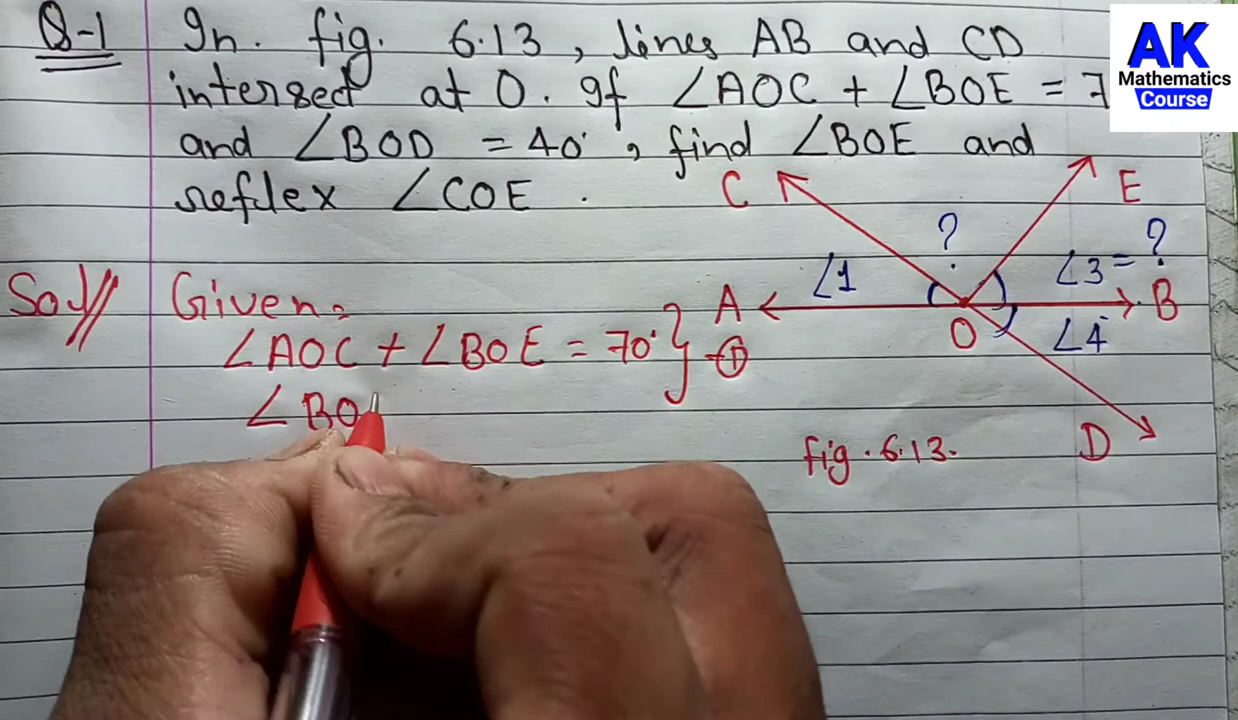 Q-1 In. fig. 6.13, lines AB and CD
intersect at O. If ∠AOC + ∠BOE = 7
and ∠BOD = 40°, find ∠BOE and
reflex ∠COE.
AK
Mathematics
Course
C
E
?
?
Sol// Given=
∠1
∠3 =
A
B
∠AOC + ∠BOE = 70° } ①
O
∠4
∠BO
fig. 6.13.
D